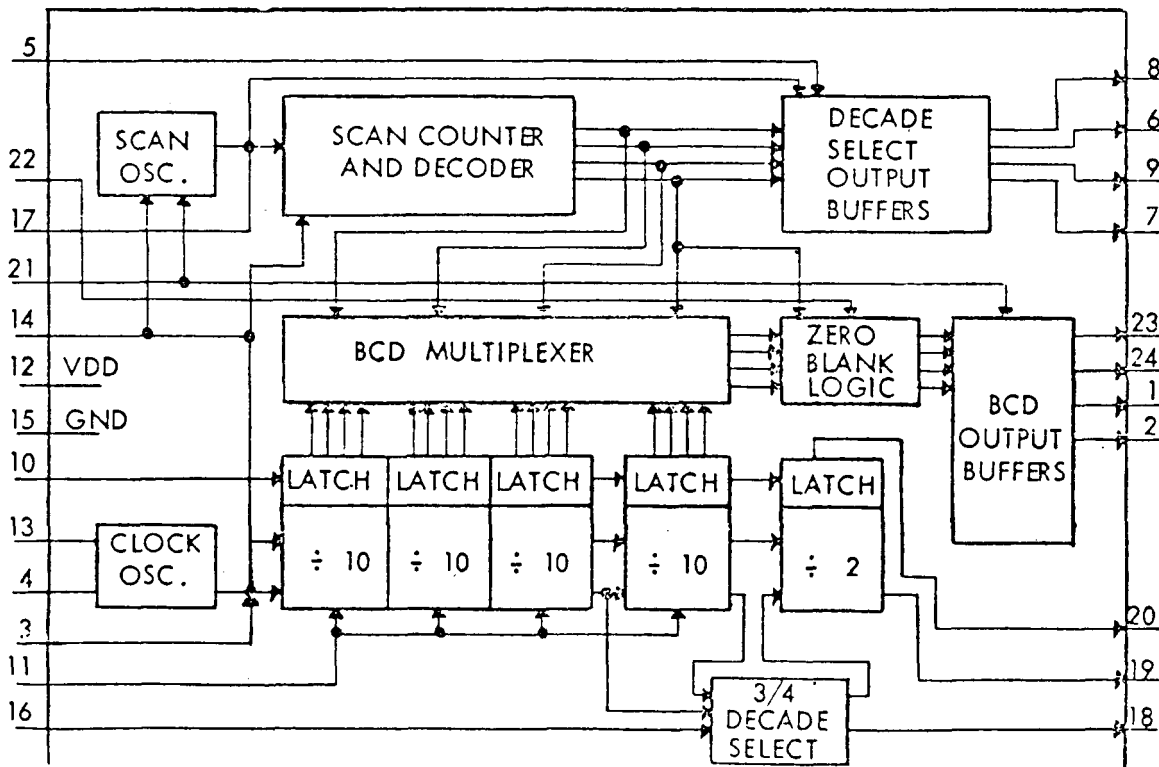 5
22
17
21
14
12 VDD
15 GND
10
13
4
3
11
16
SCAN
OSC.
SCAN COUNTER
AND DECODER
DECADE
SELECT
OUTPUT
BUFFERS
8
6
9
7
BCD MULTIPLEXER
ZERO
BLANK
LOGIC
BCD
OUTPUT
BUFFERS
23
24
1
2
LATCH
LATCH
LATCH
LATCH
LATCH
CLOCK
OSC.
÷ 10
÷ 10
÷ 10
÷ 10
÷ 2
3/4
DECADE
SELECT
20
19
18